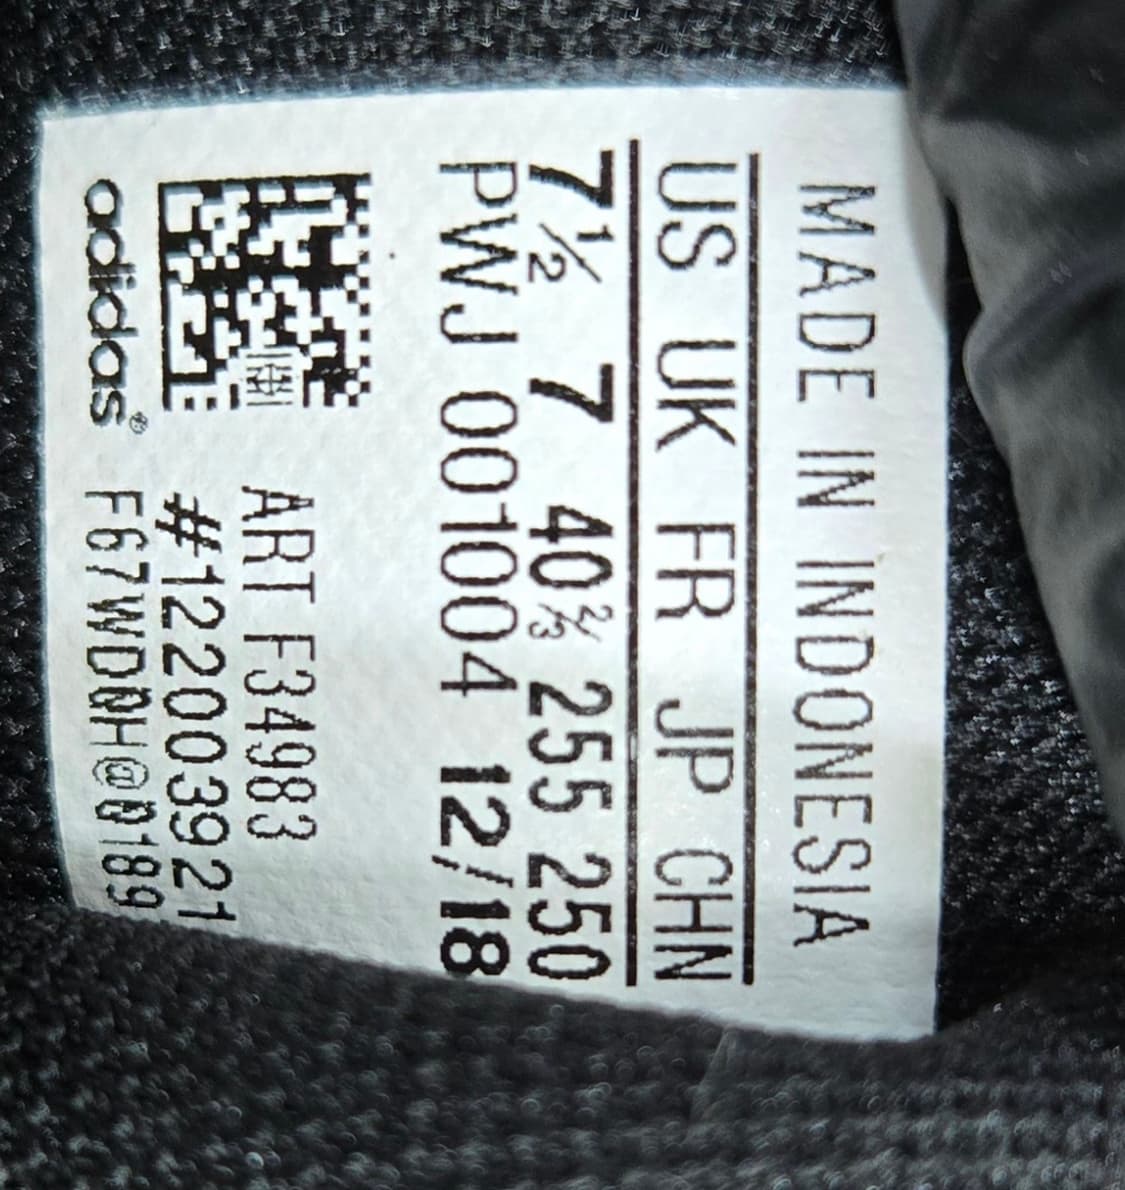 MADE IN INDONESIA
US UK FR JP CHN
7½ 7 40⅔ 255 250
PWJ 001004 12/18
ART F34983
#122003921
F67WD0H@0189
adidas®